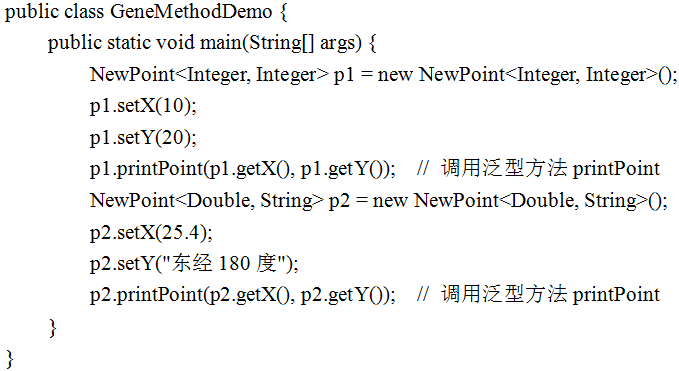 public class GeneMethodDemo {
public static void main(String[] args) {
NewPoint<Integer, Integer> p1 = new NewPoint<Integer, Integer>();
p1.setX(10);
p1.setY(20);
p1.printPoint(p1.getX(), p1.getY()); // 调用泛型方法 printPoint
NewPoint<Double, String> p2 = new NewPoint<Double, String>();
p2.setX(25.4);
p2.setY("东经 180 度");
p2.printPoint(p2.getX(), p2.getY()); // 调用泛型方法 printPoint
}
}